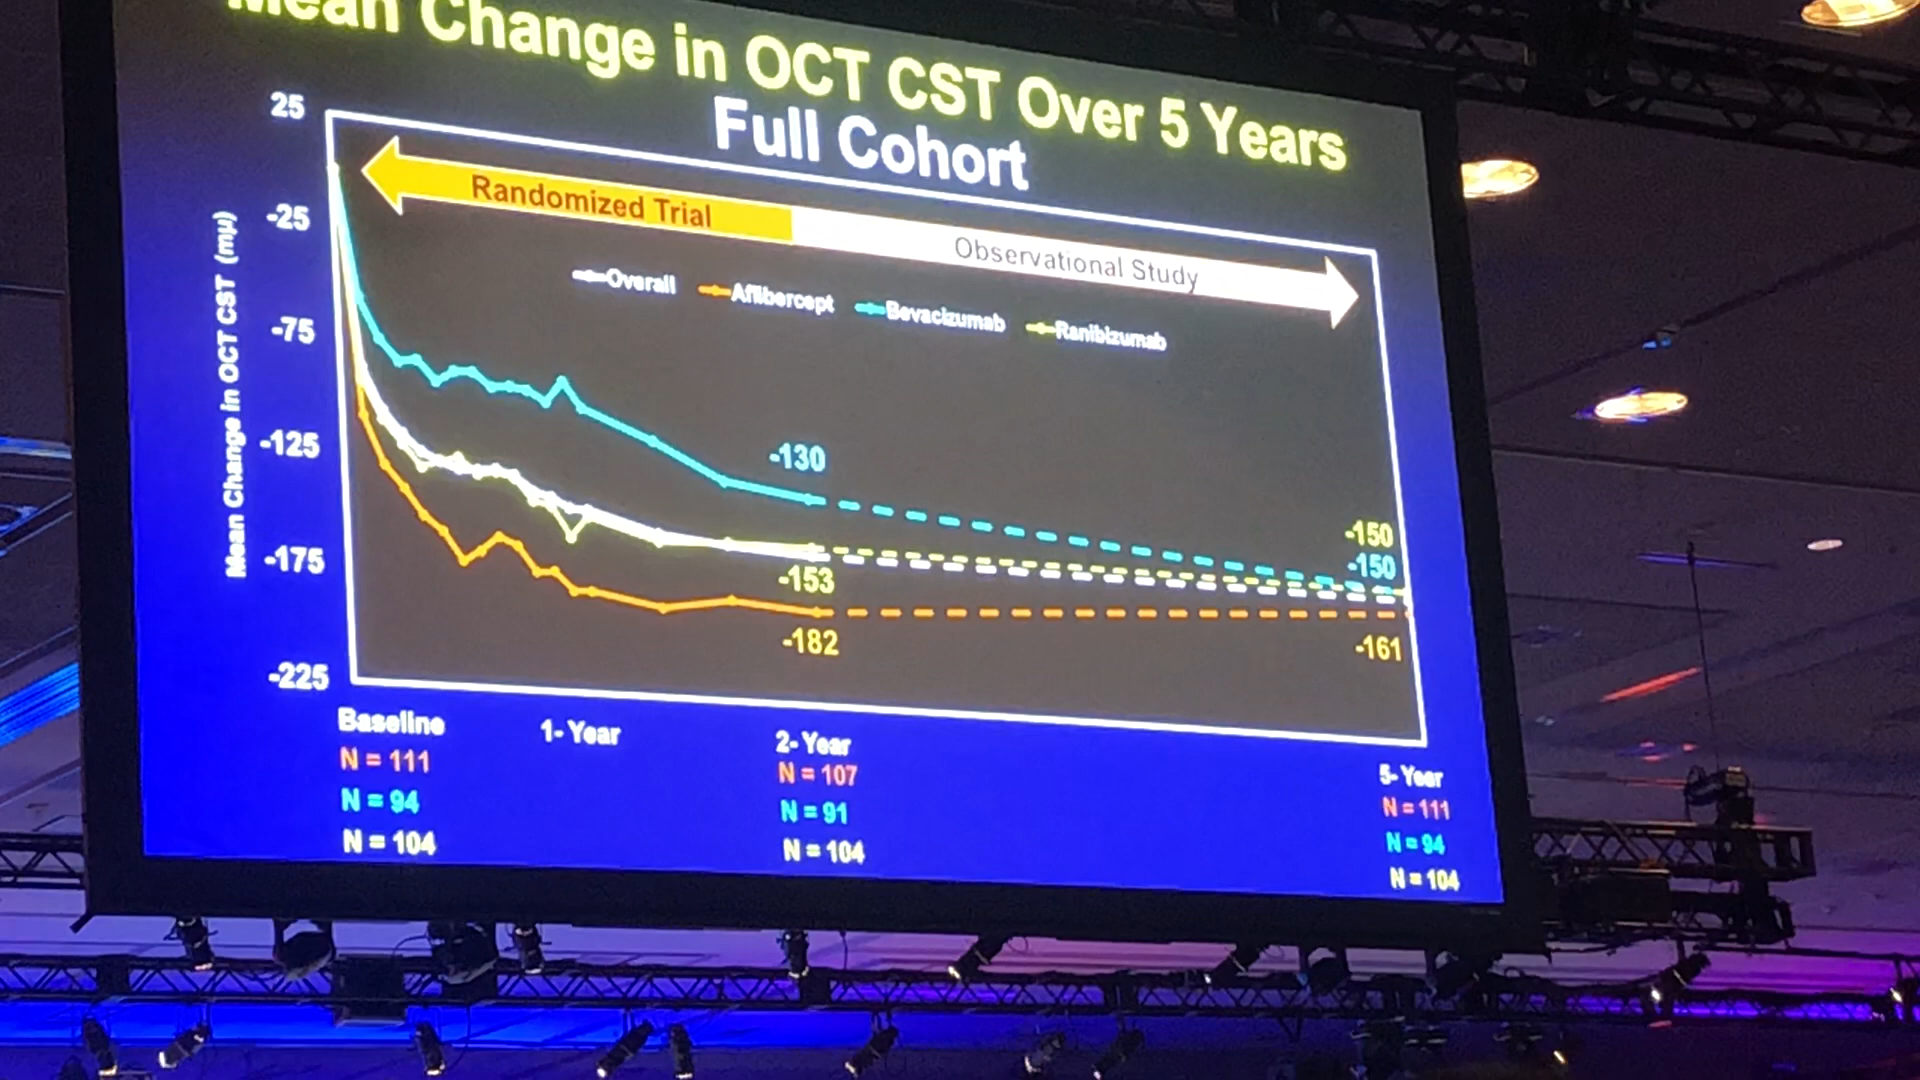 Mean Change in OCT CST Over 5 Years
Full Cohort
25
-25
-75
-125
-175
-225
Mean Change in OCT CST (mμ)
Randomized Trial
Observational Study
Overall Aflibercept Bevacizumab Ranibizumab
-130
-153
-182
-150
-150
-161
Baseline 1- Year 2- Year 5- Year
N = 111 N = 107 N = 111
N = 94 N = 91 N = 94
N = 104 N = 104 N = 104